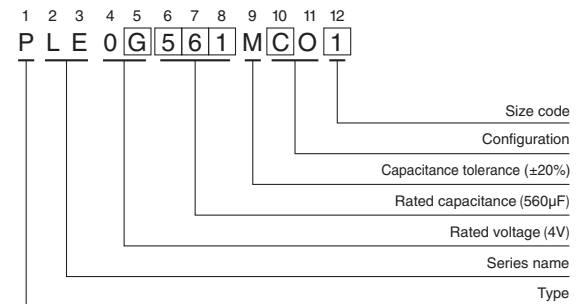 1 2 3 4 5 6 7 8 9 10 11 12
P L E 0 G 5 6 1 M C O 1
Size code
Configuration
Capacitance tolerance (±20%)
Rated capacitance (560μF)
Rated voltage (4V)
Series name
Type